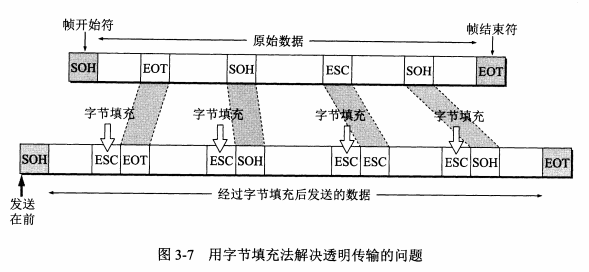 帧开始符
帧结束符
原始数据
SOH EOT SOH ESC SOH EOT
字节填充 字节填充 字节填充 字节填充
SOH ESC EOT ESC SOH ESC ESC ESC SOH EOT
经过字节填充后发送的数据
发送
在前
图 3-7 用字节填充法解决透明传输的问题